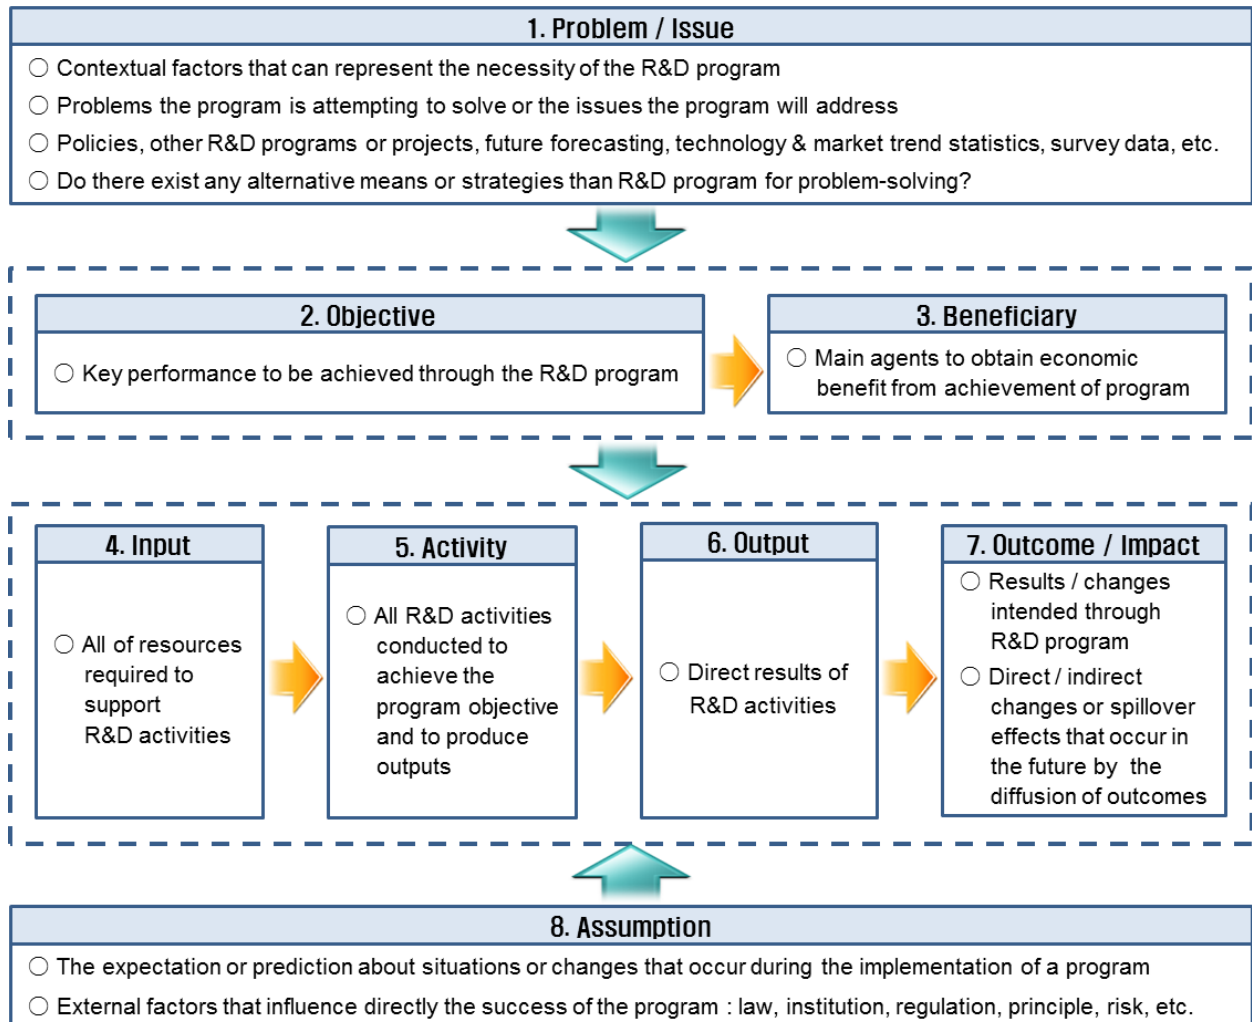 1. Problem / Issue
○ Contextual factors that can represent the necessity of the R&D program
○ Problems the program is attempting to solve or the issues the program will address
○ Policies, other R&D programs or projects, future forecasting, technology & market trend statistics, survey data, etc.
○ Do there exist any alternative means or strategies than R&D program for problem-solving?
2. Objective
○ Key performance to be achieved through the R&D program
3. Beneficiary
○ Main agents to obtain economic
benefit from achievement of program
4. Input
○ All of resources
required to
support
R&D activities
5. Activity
○ All R&D activities
conducted to
achieve the
program objective
and to produce
outputs
6. Output
○ Direct results of
R&D activities
7. Outcome / Impact
○ Results / changes
intended through
R&D program
○ Direct / indirect
changes or spillover
effects that occur in
the future by the
diffusion of outcomes
8. Assumption
○ The expectation or prediction about situations or changes that occur during the implementation of a program
○ External factors that influence directly the success of the program : law, institution, regulation, principle, risk, etc.